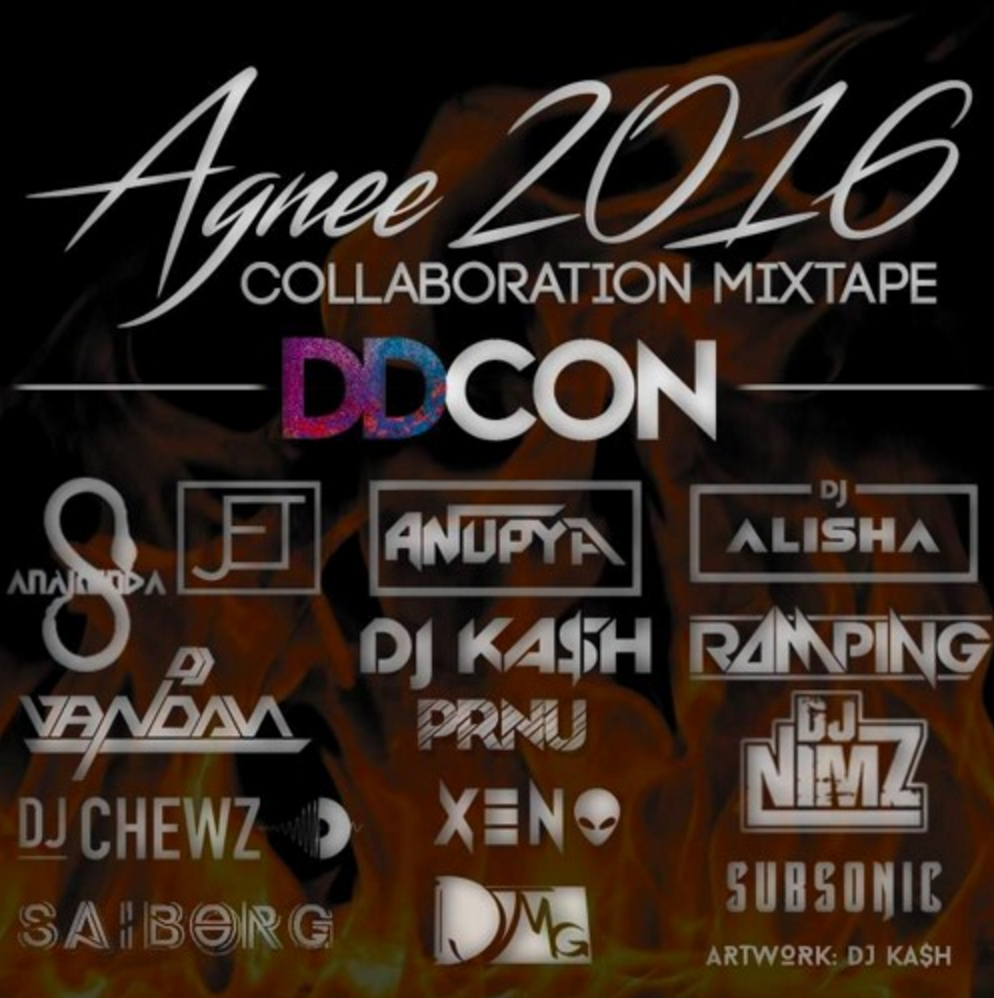 Agnee 2016
COLLABORATION MIXTAPE
DDCON
JET
ANUPYA
DJ
ALISHA
DJ KA$H
RAMPING
DJ
VANDAN
PRNU
DJ
NIMZ
DJ CHEWZ
XENO
SUBSONIC
SAIBORG
DJMG
ARTWORK: DJ KA$H